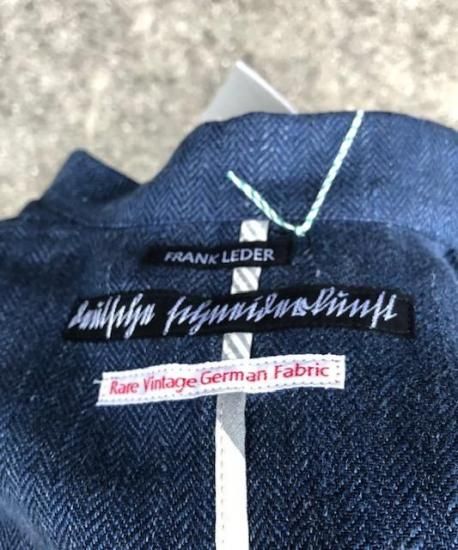 FRANK LEDER
deutsche schneiderkunst
Rare Vintage German Fabric